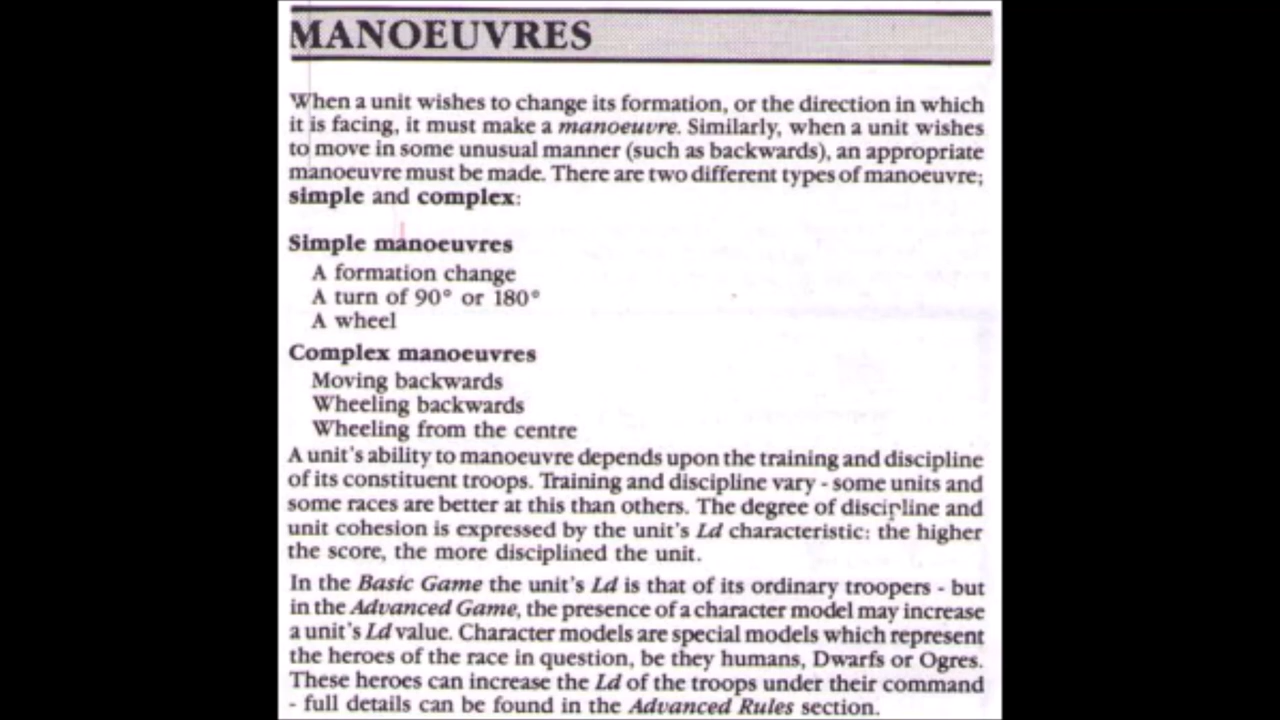 MANOEUVRES
When a unit wishes to change its formation, or the direction in which
it is facing, it must make a manoeuvre. Similarly, when a unit wishes
to move in some unusual manner (such as backwards), an appropriate
manoeuvre must be made. There are two different types of manoeuvre;
simple and complex:
Simple manoeuvres
A formation change
A turn of 90° or 180°
A wheel
Complex manoeuvres
Moving backwards
Wheeling backwards
Wheeling from the centre
A unit's ability to manoeuvre depends upon the training and discipline
of its constituent troops. Training and discipline vary - some units and
some races are better at this than others. The degree of discipline and
unit cohesion is expressed by the unit's Ld characteristic: the higher
the score, the more disciplined the unit.
In the Basic Game the unit's Ld is that of its ordinary troopers - but
in the Advanced Game, the presence of a character model may increase
a unit's Ld value. Character models are special models which represent
the heroes of the race in question, be they humans, Dwarfs or Ogres.
These heroes can increase the Ld of the troops under their command
- full details can be found in the Advanced Rules section.